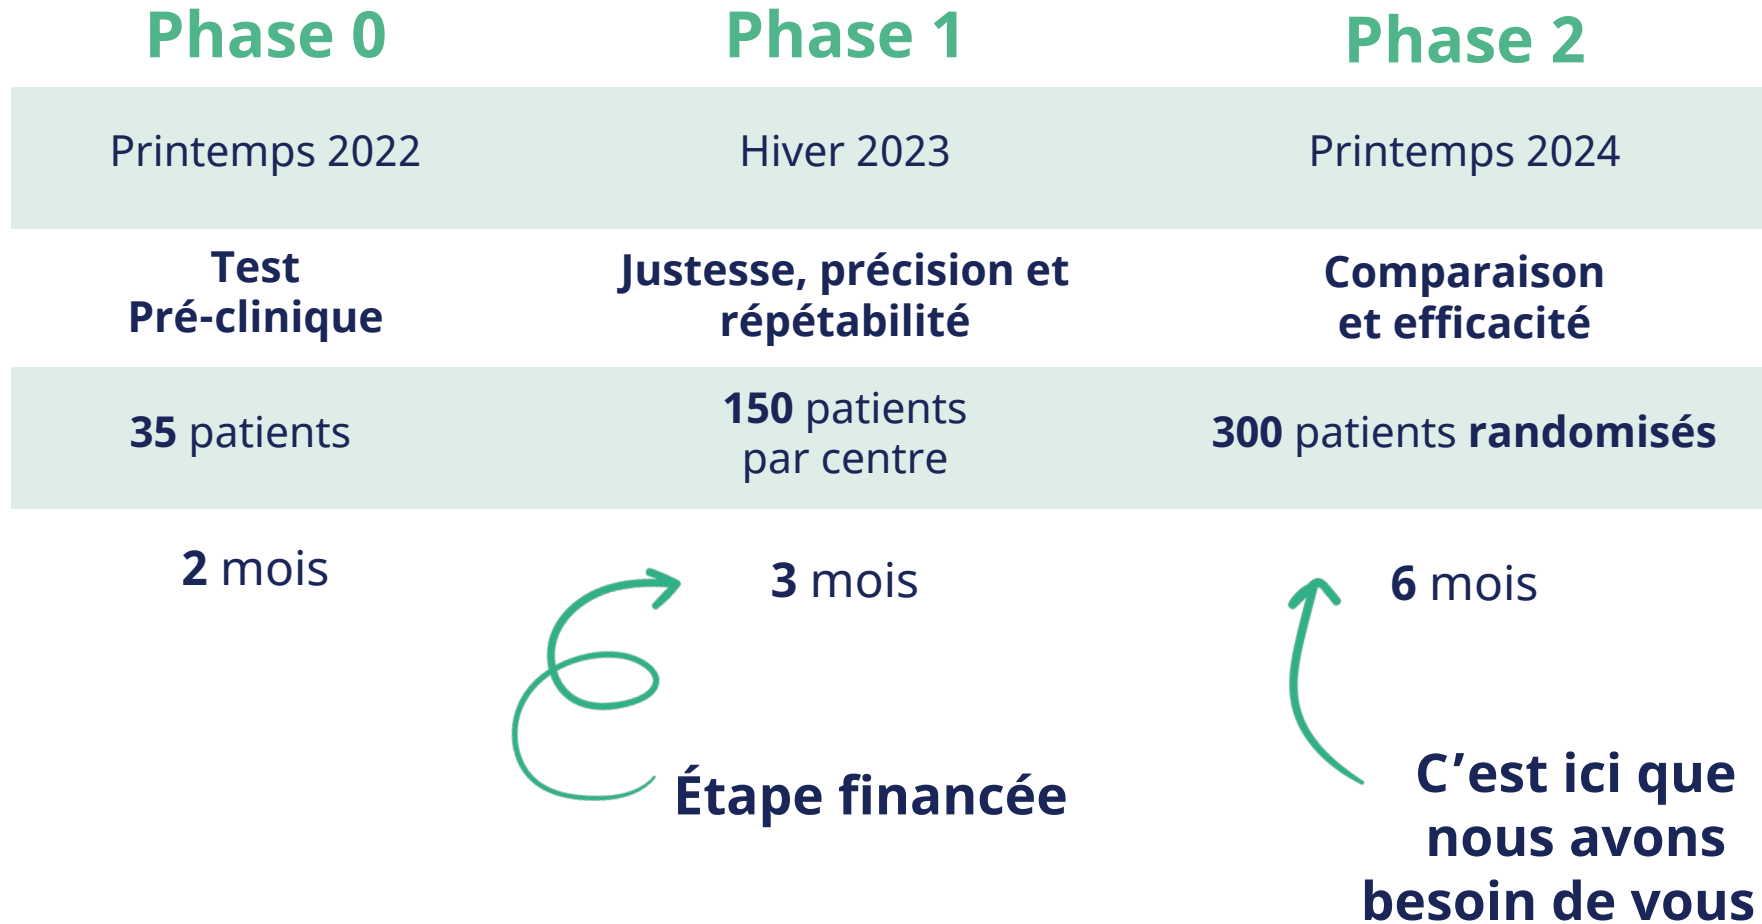 Phase 0
Phase 1
Phase 2
Printemps 2022
Hiver 2023
Printemps 2024
Test
Pré-clinique
Justesse, précision et
répétabilité
Comparaison
et efficacité
35 patients
150 patients
par centre
300 patients randomisés
2 mois
3 mois
6 mois
Étape financée
C’est ici que
nous avons
besoin de vous